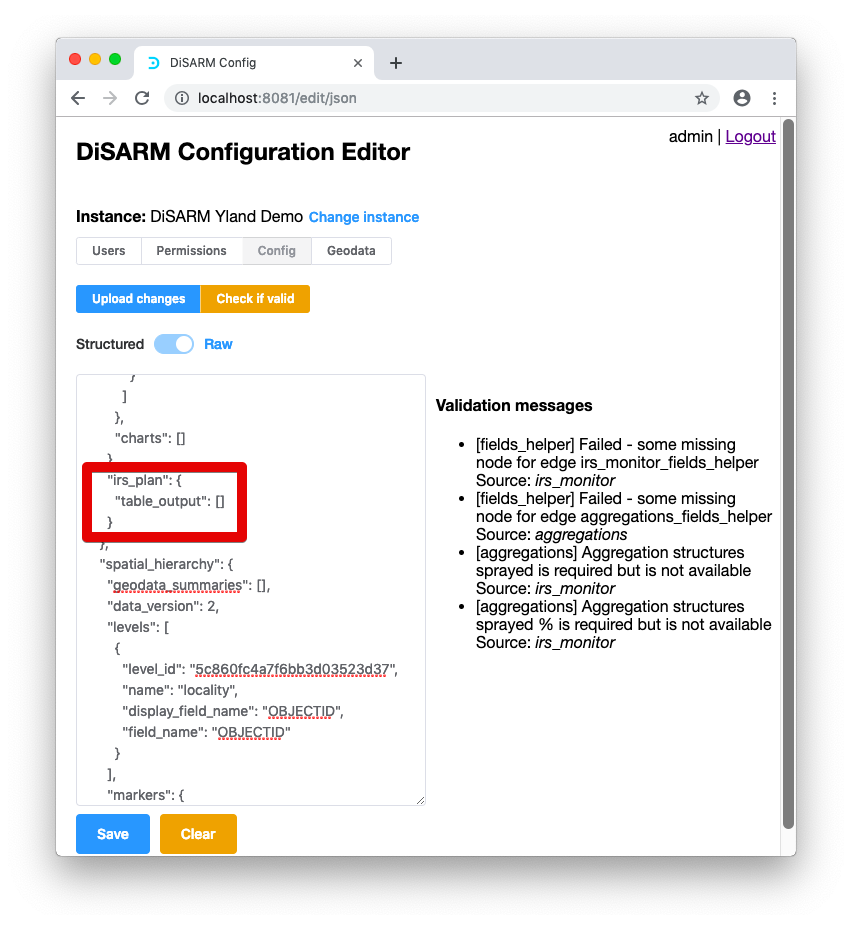 DiSARM Config
localhost:8081/edit/json
admin | Logout
DiSARM Configuration Editor
Instance: DiSARM Yland Demo Change instance
Users Permissions Config Geodata
Upload changes Check if valid
Structured Raw
}
]
},
"charts": []
}
"irs_plan": {
"table_output": []
}
},
"spatial_hierarchy": {
"geodata_summaries": [],
"data_version": 2,
"levels": [
{
"level_id": "5c860fc4a7f6bb3d03523d37",
"name": "locality",
"display_field_name": "OBJECTID",
"field_name": "OBJECTID"
}
],
"markers": {
Validation messages
• [fields_helper] Failed - some missing
node for edge irs_monitor_fields_helper
Source: irs_monitor
• [fields_helper] Failed - some missing
node for edge aggregations_fields_helper
Source: aggregations
• [aggregations] Aggregation structures
sprayed is required but is not available
Source: irs_monitor
• [aggregations] Aggregation structures
sprayed % is required but is not available
Source: irs_monitor
Save Clear